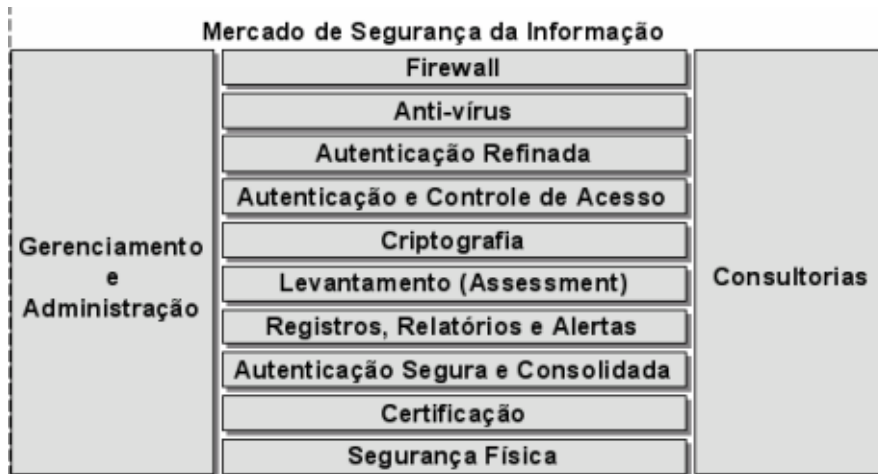 Mercado de Segurança da Informação
Gerenciamento
e
Administração
Firewall
Anti-vírus
Autenticação Refinada
Autenticação e Controle de Acesso
Criptografia
Levantamento (Assessment)
Registros, Relatórios e Alertas
Autenticação Segura e Consolidada
Certificação
Segurança Física
Consultorias